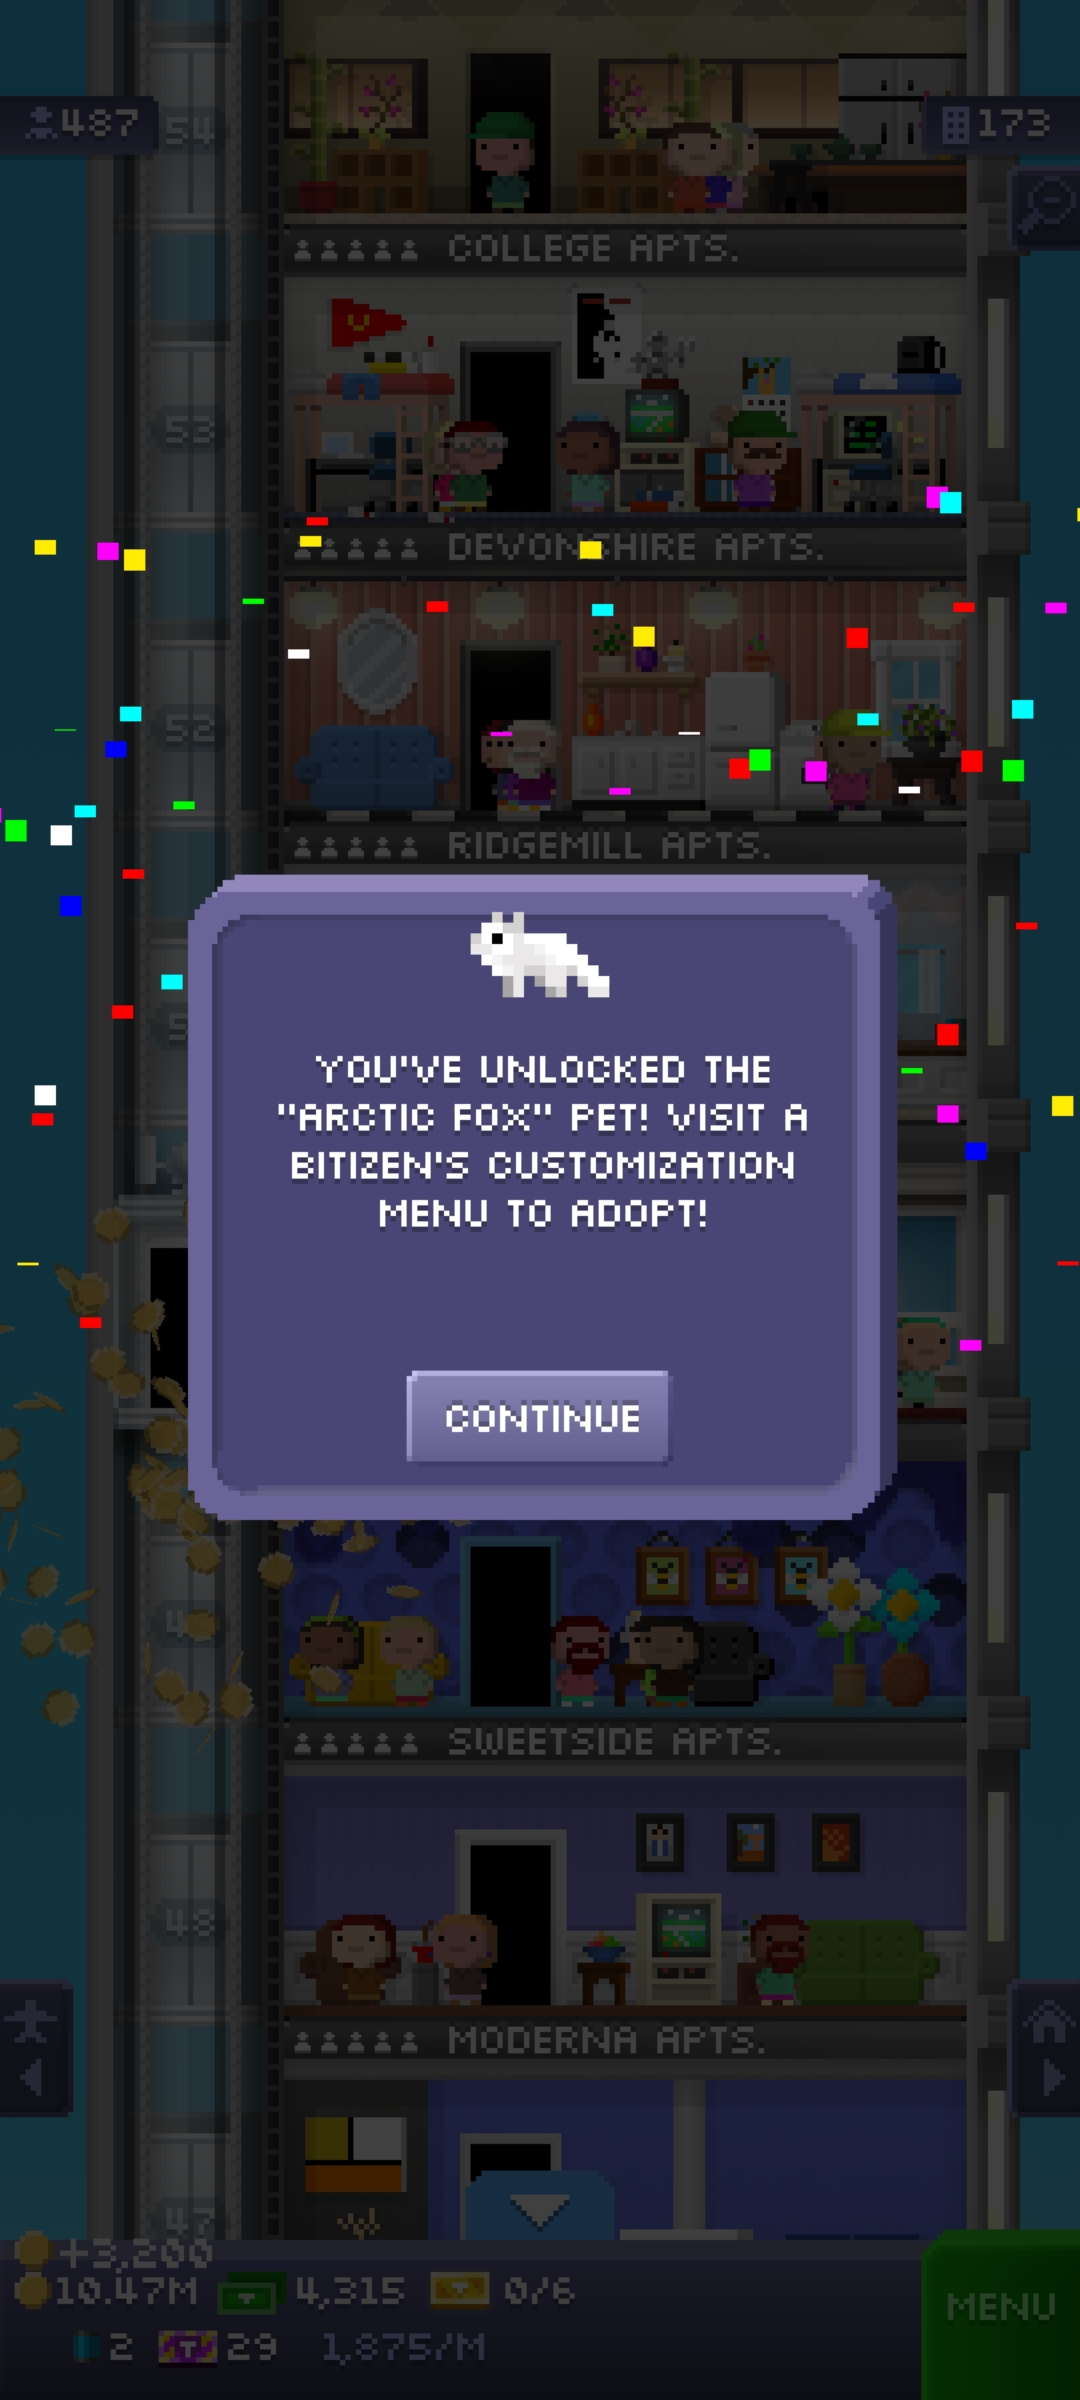 487
54
173
COLLEGE APTS.
53
DEVONSHIRE APTS.
52
RIDGEMILL APTS.
YOU'VE UNLOCKED THE
"ARCTIC FOX" PET! VISIT A
BITIZEN'S CUSTOMIZATION
MENU TO ADOPT!
CONTINUE
SWEETSIDE APTS.
48
MODERNA APTS.
47
+3,200
10.47M
4,315
0/6
MENU
2
29
1,875/M